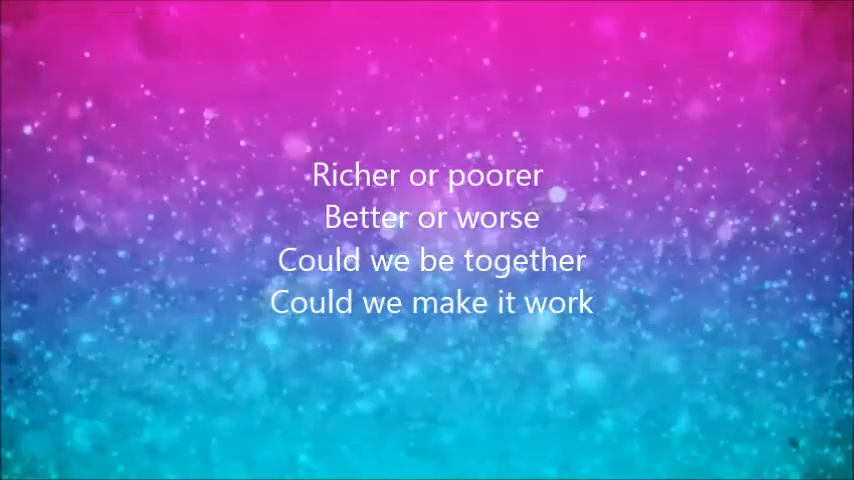 Richer or poorer
Better or worse
Could we be together
Could we make it work